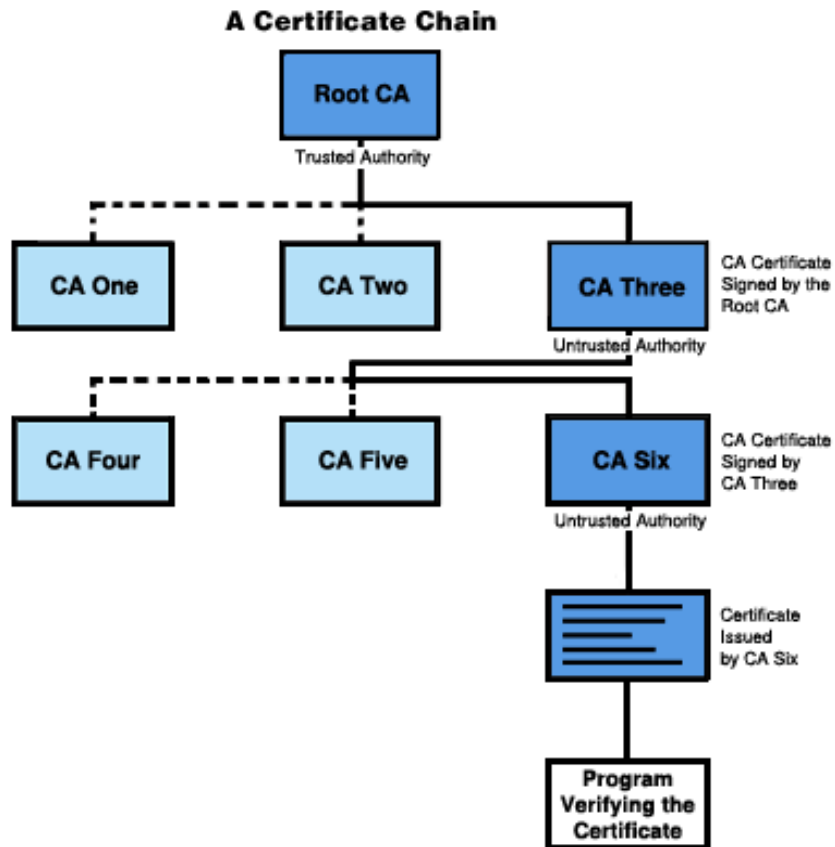 A Certificate Chain
Root CA
Trusted Authority
CA One
CA Two
CA Three
CA Certificate
Signed by the
Root CA
Untrusted Authority
CA Four
CA Five
CA Six
CA Certificate
Signed by
CA Three
Untrusted Authority
Certificate
Issued
by CA Six
Program
Verifying the
Certificate